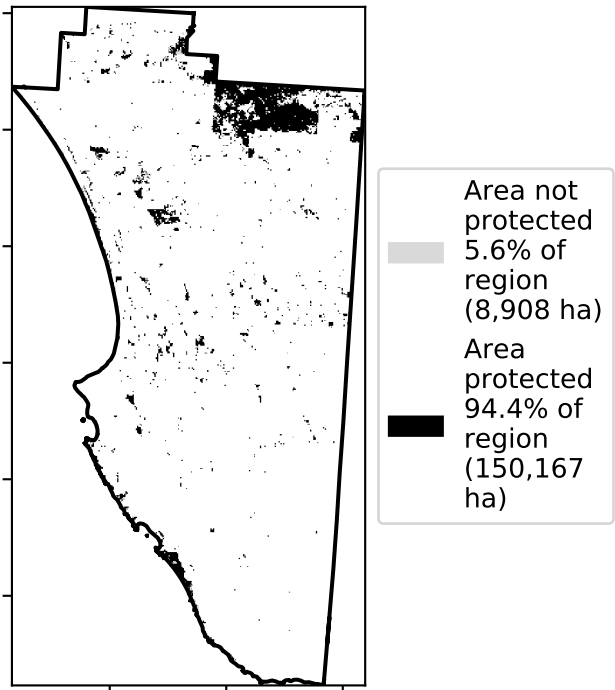 Area not
protected
5.6% of
region
(8,908 ha)
Area
protected
94.4% of
region
(150,167
ha)